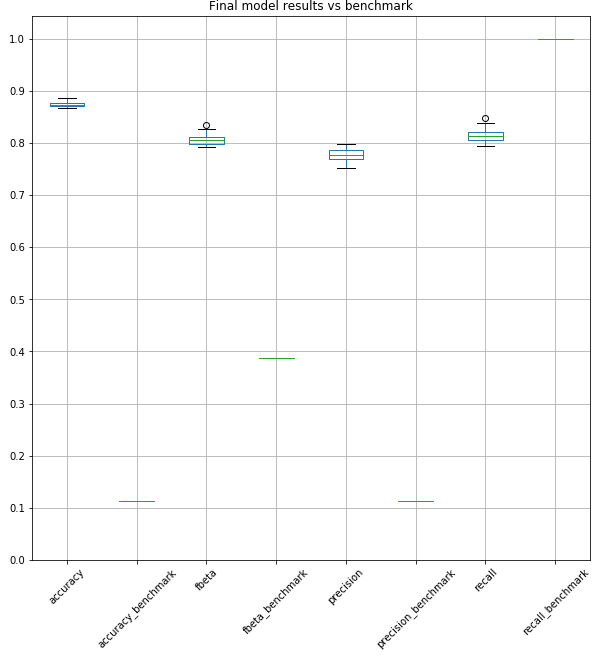 Final model results vs benchmark
1.0
0.9
0.8
0.7
0.6
0.5
0.4
0.3
0.2
0.1
0.0
accuracy
accuracy_benchmark
fbeta
fbeta_benchmark
precision
precision_benchmark
recall
recall_benchmark